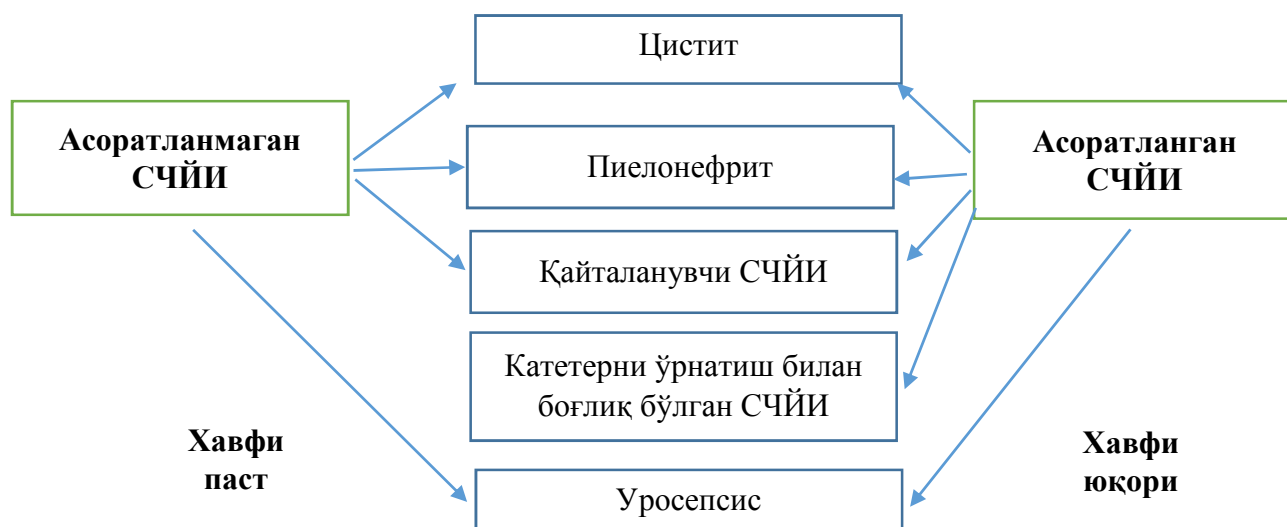 Цистит
Асоратланмаган
СЧЙИ
Пиелонефрит
Асоратланган
СЧЙИ
Қайталанувчи СЧЙИ
Катетерни ўрнатиш билан
боғлиқ бўлган СЧЙИ
Хавфи
паст
Хавфи
юқори
Уросепсис